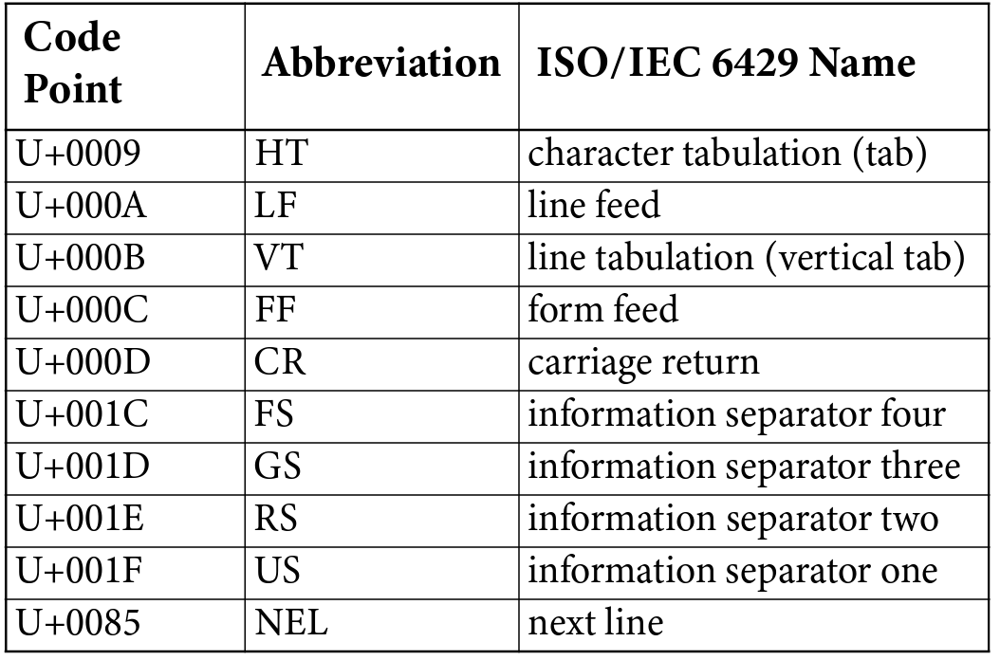 Code Point Abbreviation ISO/IEC 6429 Name
U+0009 HT character tabulation (tab)
U+000A LF line feed
U+000B VT line tabulation (vertical tab)
U+000C FF form feed
U+000D CR carriage return
U+001C FS information separator four
U+001D GS information separator three
U+001E RS information separator two
U+001F US information separator one
U+0085 NEL next line